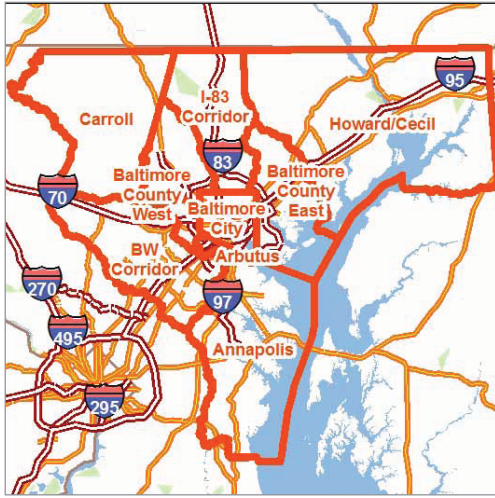 95
I-83
Corridor
Carroll
Howard/Cecil
83
Baltimore
County
West
Baltimore
County
East
70
Baltimore
City
BW
Corridor
Arbutus
270
97
495
Annapolis
295